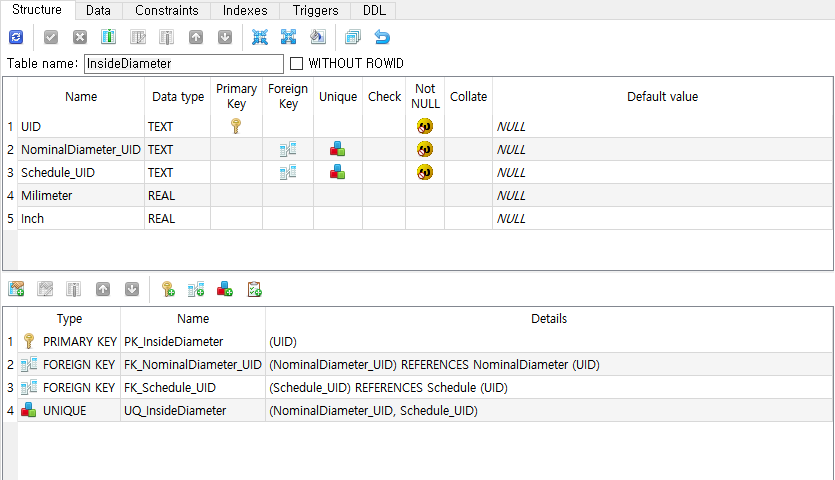 Structure Data Constraints Indexes Triggers DDL
Table name: InsideDiameter WITHOUT ROWID
Name Data type Primary Key Foreign Key Unique Check Not NULL Collate Default value
1 UID TEXT NULL
2 NominalDiameter_UID TEXT NULL
3 Schedule_UID TEXT NULL
4 Milimeter REAL NULL
5 Inch REAL NULL
Type Name Details
1 PRIMARY KEY PK_InsideDiameter (UID)
2 FOREIGN KEY FK_NominalDiameter_UID (NominalDiameter_UID) REFERENCES NominalDiameter (UID)
3 FOREIGN KEY FK_Schedule_UID (Schedule_UID) REFERENCES Schedule (UID)
4 UNIQUE UQ_InsideDiameter (NominalDiameter_UID, Schedule_UID)